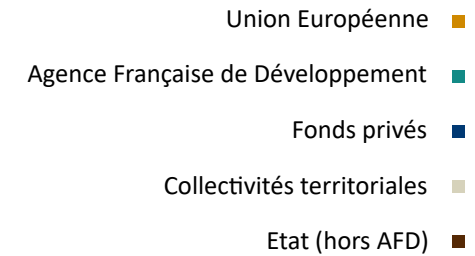 Union Européenne
Agence Française de Développement
Fonds privés
Collectivités territoriales
Etat (hors AFD)